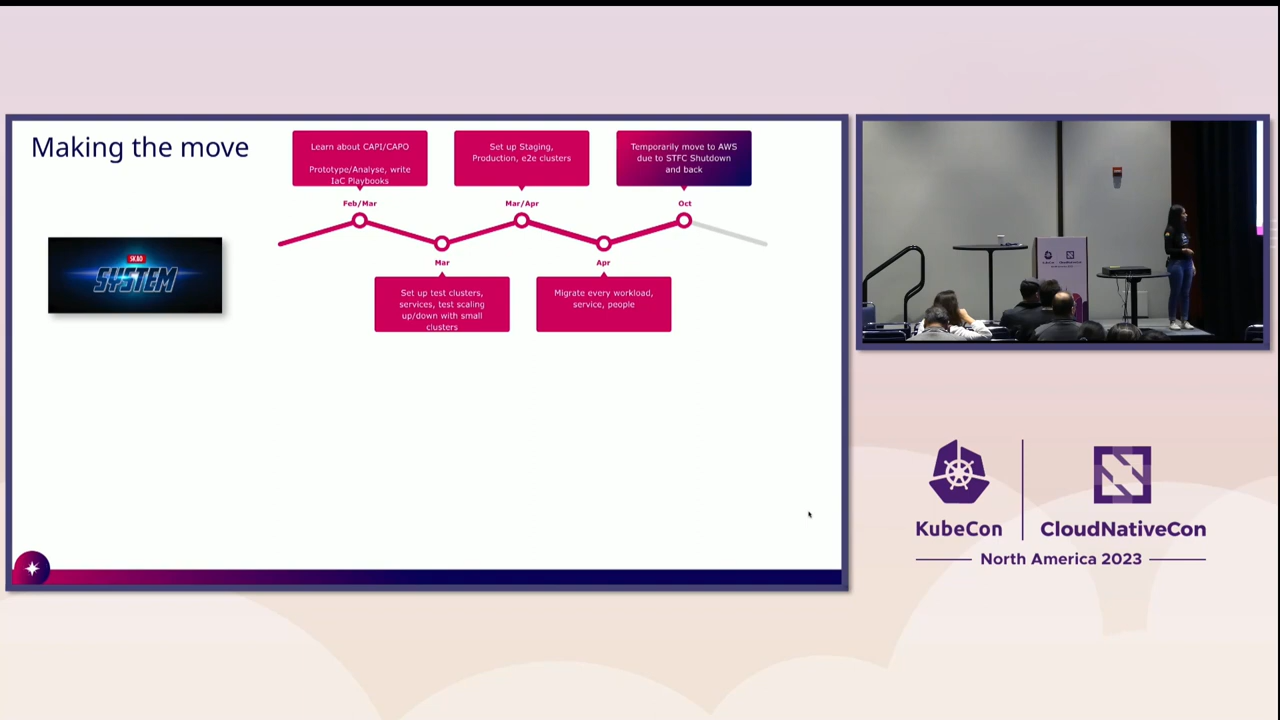 Making the move
Learn about CAPI/CAPO
Prototype/Analyse, write
IaC Playbooks
Set up Staging,
Production, e2e clusters
Temporarily move to AWS
due to STFC Shutdown
and back
Feb/Mar
Mar/Apr
Oct
Mar
Apr
Set up test clusters,
services, test scaling
up/down with small
clusters
Migrate every workload,
service, people
SKAO
SYSTEM
KubeCon
CloudNativeCon
North America 2023